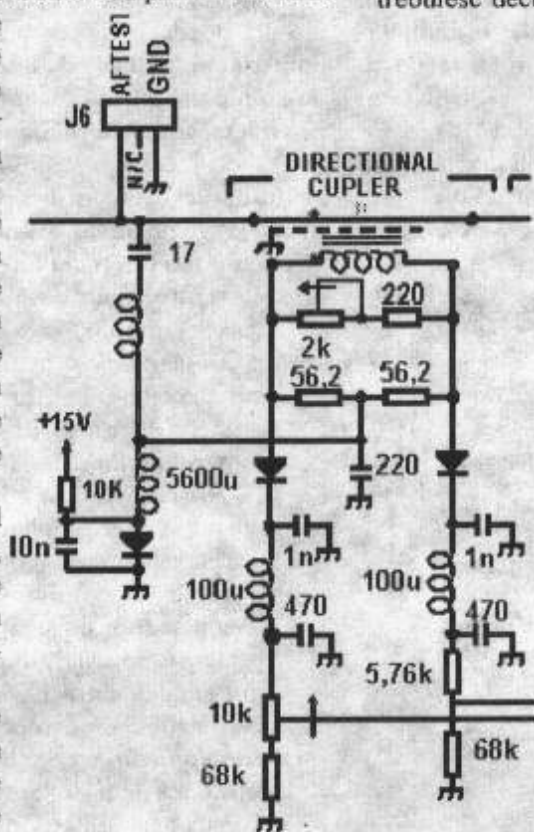 trebuiesc
AFTEST
GND
J6
N/C
DIRECTIONAL
CUPLER
17
220
2k
56,2 56,2
+15V
10K
5600u
220
10n
1n
1n
100u
100u
470
470
5,76k
10k
68k
68k